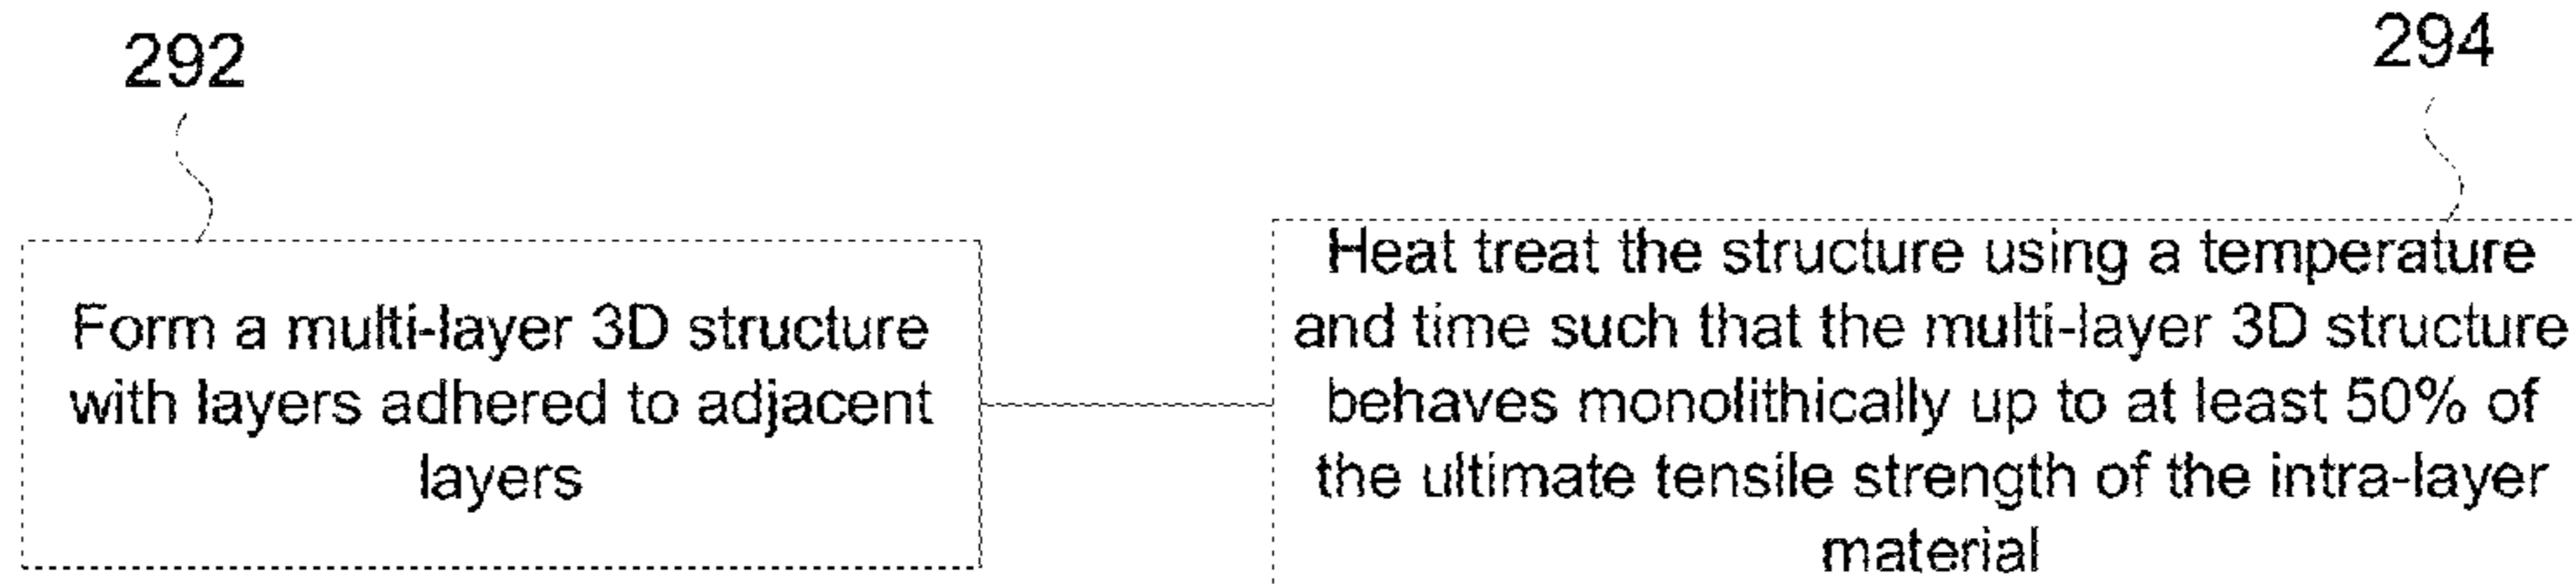 292
Form a multi-layer 3D structure
with layers adhered to adjacent
layers
294
Heat treat the structure using a temperature
and time such that the multi-layer 3D structure
behaves monolithically up to at least 50% of
the ultimate tensile strength of the intra-layer
material